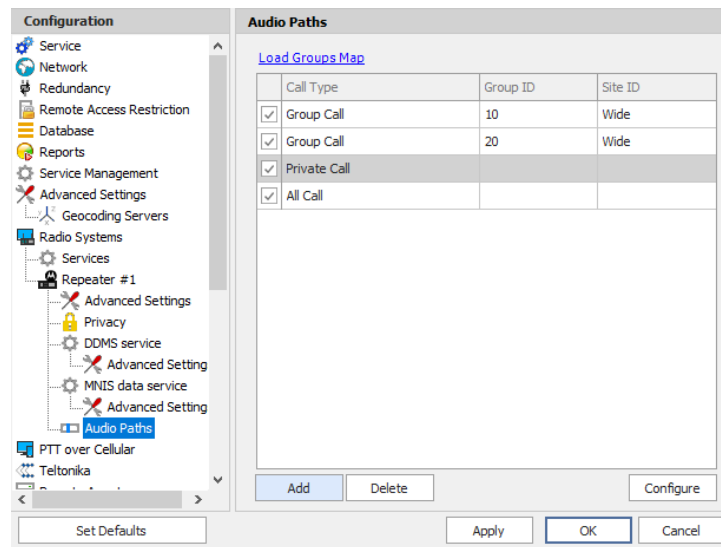 Configuration
Service
Network
Redundancy
Remote Access Restriction
Database
Reports
Service Management
Advanced Settings
Geocoding Servers
Radio Systems
Services
Repeater #1
Advanced Settings
Privacy
DDMS service
Advanced Setting
MNIS data service
Advanced Setting
Audio Paths
PTT over Cellular
Teltonika
Set Defaults
Audio Paths
Load Groups Map
Call Type Group ID Site ID
Group Call 10 Wide
Group Call 20 Wide
Private Call
All Call
Add Delete Configure
Apply OK Cancel